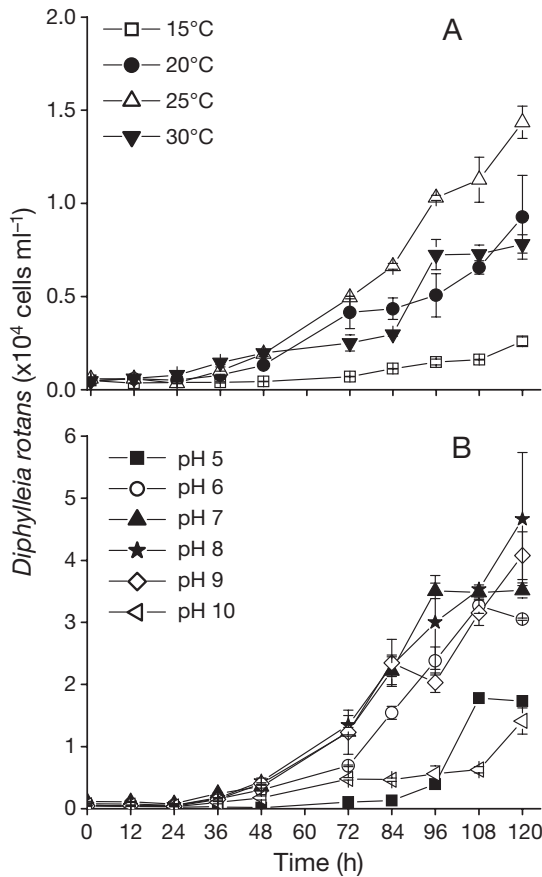 Diphylleia rotans (x10⁴ cells ml⁻¹)
A
2.0
1.5
1.0
0.5
0.0
15°C
20°C
25°C
30°C
B
6
5
4
3
2
1
0
pH 5
pH 6
pH 7
pH 8
pH 9
pH 10
0 12 24 36 48 60 72 84 96 108 120
Time (h)